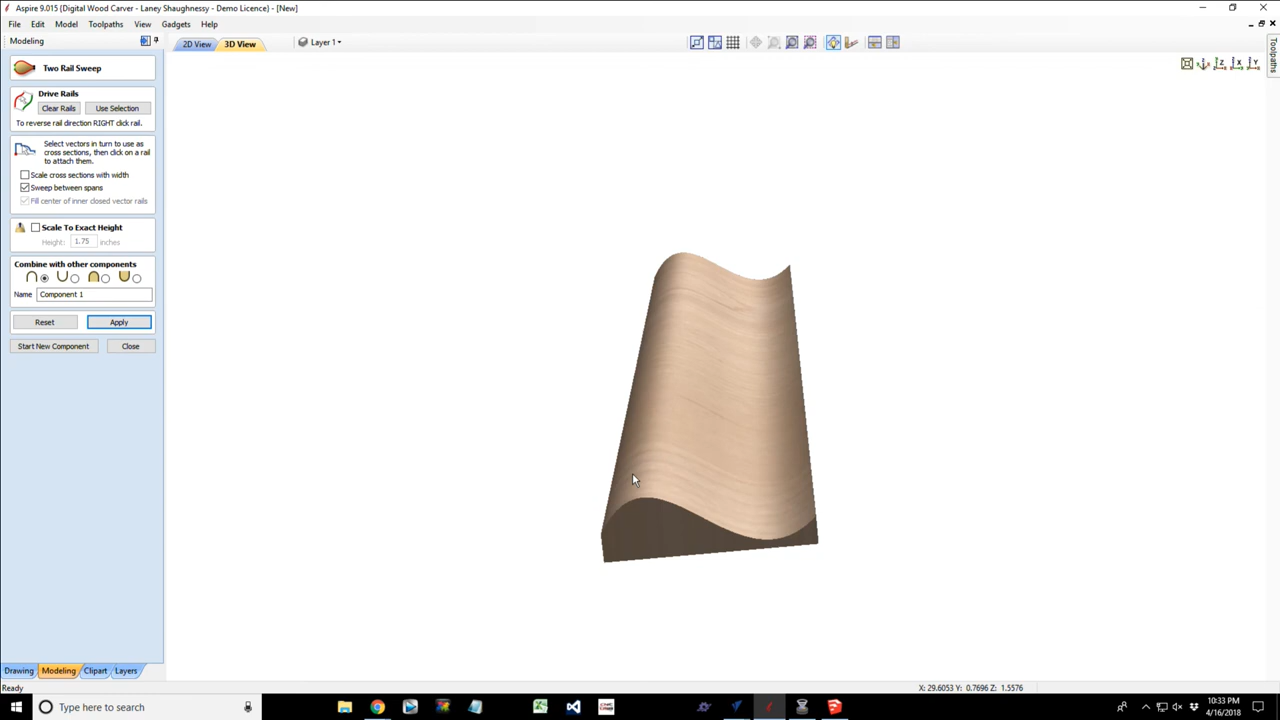 Aspire 9.015 (Digital Wood Carver - Laney Shaughnessy - Demo Licence) - [New]
File Edit Model Toolpaths View Gadgets Help
Modeling
2D View 3D View Layer 1
Two Rail Sweep
Drive Rails
Clear Rails Use Selection
To reverse rail direction RIGHT click rail.
Select vectors in turn to use as
cross sections, then click on a rail
to attach them.
Scale cross sections with width
Sweep between spans
Fill center of inner closed vector rails
Scale To Exact Height
Height: 1.75 inches
Combine with other components
Name Component 1
Reset Apply
Start New Component Close
Z X Y
Toolpaths
Drawing Modeling Clipart Layers
Ready
X: 29.6053 Y: 0.7696 Z: 1.5576
Type here to search
10:33 PM
4/16/2018